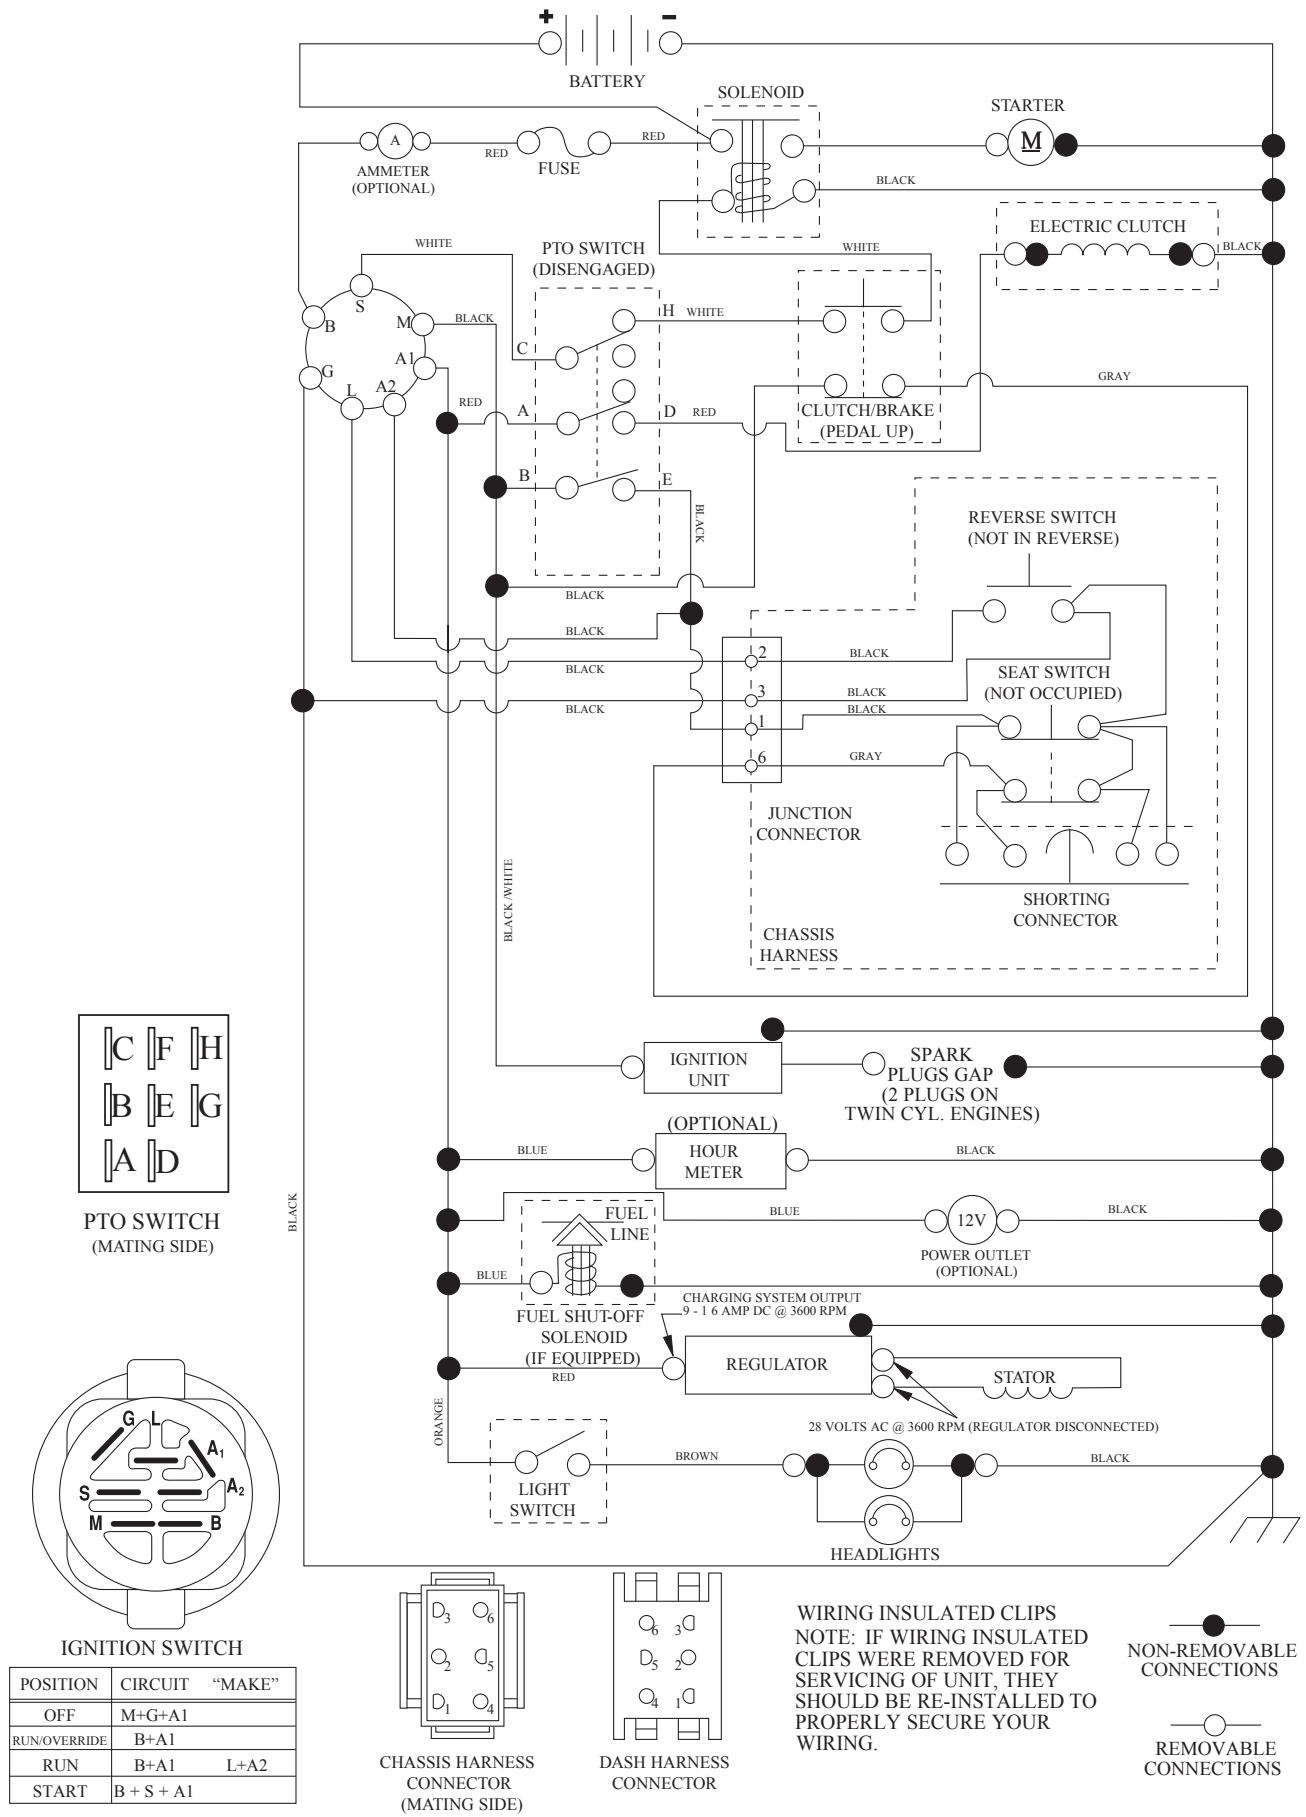 + −
BATTERY
SOLENOID
STARTER
A
M
RED
FUSE
RED
AMMETER
(OPTIONAL)
BLACK
ELECTRIC CLUTCH
BLACK
WHITE
PTO SWITCH
(DISENGAGED)
WHITE
S
B
M
BLACK
H
WHITE
G
A1
C
L
A2
RED
A
D
RED
GRAY
CLUTCH/BRAKE
(PEDAL UP)
B
E
BLACK
REVERSE SWITCH
(NOT IN REVERSE)
BLACK
BLACK
2
BLACK
BLACK
SEAT SWITCH
(NOT OCCUPIED)
3
BLACK
BLACK
BLACK
1
6
GRAY
JUNCTION
CONNECTOR
SHORTING
CONNECTOR
BLACK /WHITE
CHASSIS
HARNESS
C F H
B E G
A D
PTO SWITCH
(MATING SIDE)
IGNITION
UNIT
SPARK
PLUGS GAP
(2 PLUGS ON
TWIN CYL. ENGINES)
(OPTIONAL)
HOUR
METER
BLUE
BLACK
BLACK
FUEL
LINE
BLUE
12V
BLACK
POWER OUTLET
(OPTIONAL)
BLUE
FUEL SHUT-OFF
SOLENOID
(IF EQUIPPED)
CHARGING SYSTEM OUTPUT
9 - 1 6 AMP DC @ 3600 RPM
RED
REGULATOR
STATOR
28 VOLTS AC @ 3600 RPM (REGULATOR DISCONNECTED)
ORANGE
LIGHT
SWITCH
BROWN
BLACK
HEADLIGHTS
G L
A1
S
A2
M
B
IGNITION SWITCH
POSITION CIRCUIT "MAKE"
OFF M+G+A1
RUN/OVERRIDE B+A1
RUN B+A1 L+A2
START B + S + A1
3 6
2 5
1 4
CHASSIS HARNESS
CONNECTOR
(MATING SIDE)
6 3
5 2
4 1
DASH HARNESS
CONNECTOR
WIRING INSULATED CLIPS
NOTE: IF WIRING INSULATED
CLIPS WERE REMOVED FOR
SERVICING OF UNIT, THEY
SHOULD BE RE-INSTALLED TO
PROPERLY SECURE YOUR
WIRING.
NON-REMOVABLE
CONNECTIONS
REMOVABLE
CONNECTIONS